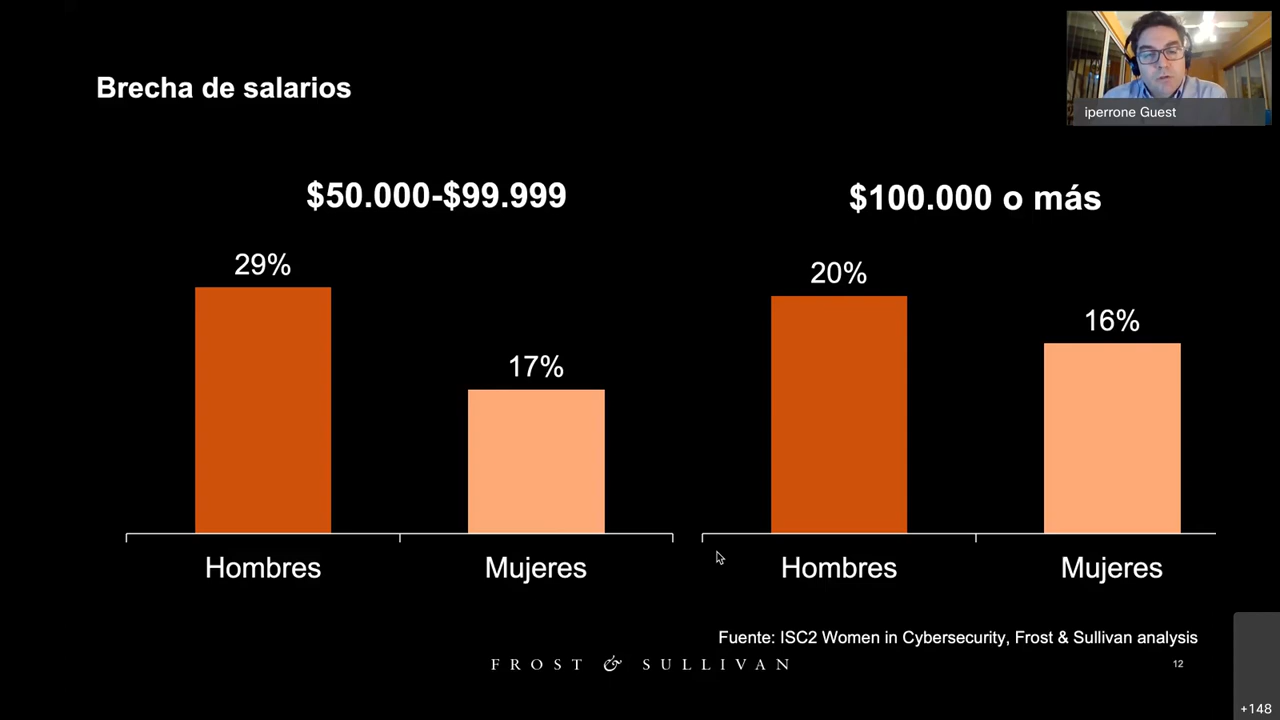 Brecha de salarios
iperrone Guest
$50.000-$99.999
$100.000 o más
29%
17%
20%
16%
Hombres
Mujeres
Hombres
Mujeres
Fuente: ISC2 Women in Cybersecurity, Frost & Sullivan analysis
FROST & SULLIVAN
12
+148